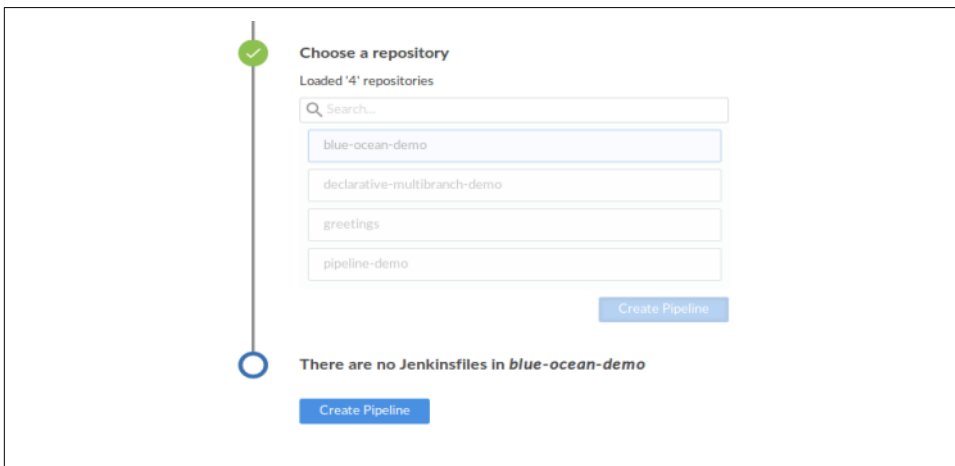 Choose a repository
Loaded '4' repositories
Search...
blue-ocean-demo
declarative-multibranch-demo
greetings
pipeline-demo
Create Pipeline
There are no Jenkinsfiles in blue-ocean-demo
Create Pipeline